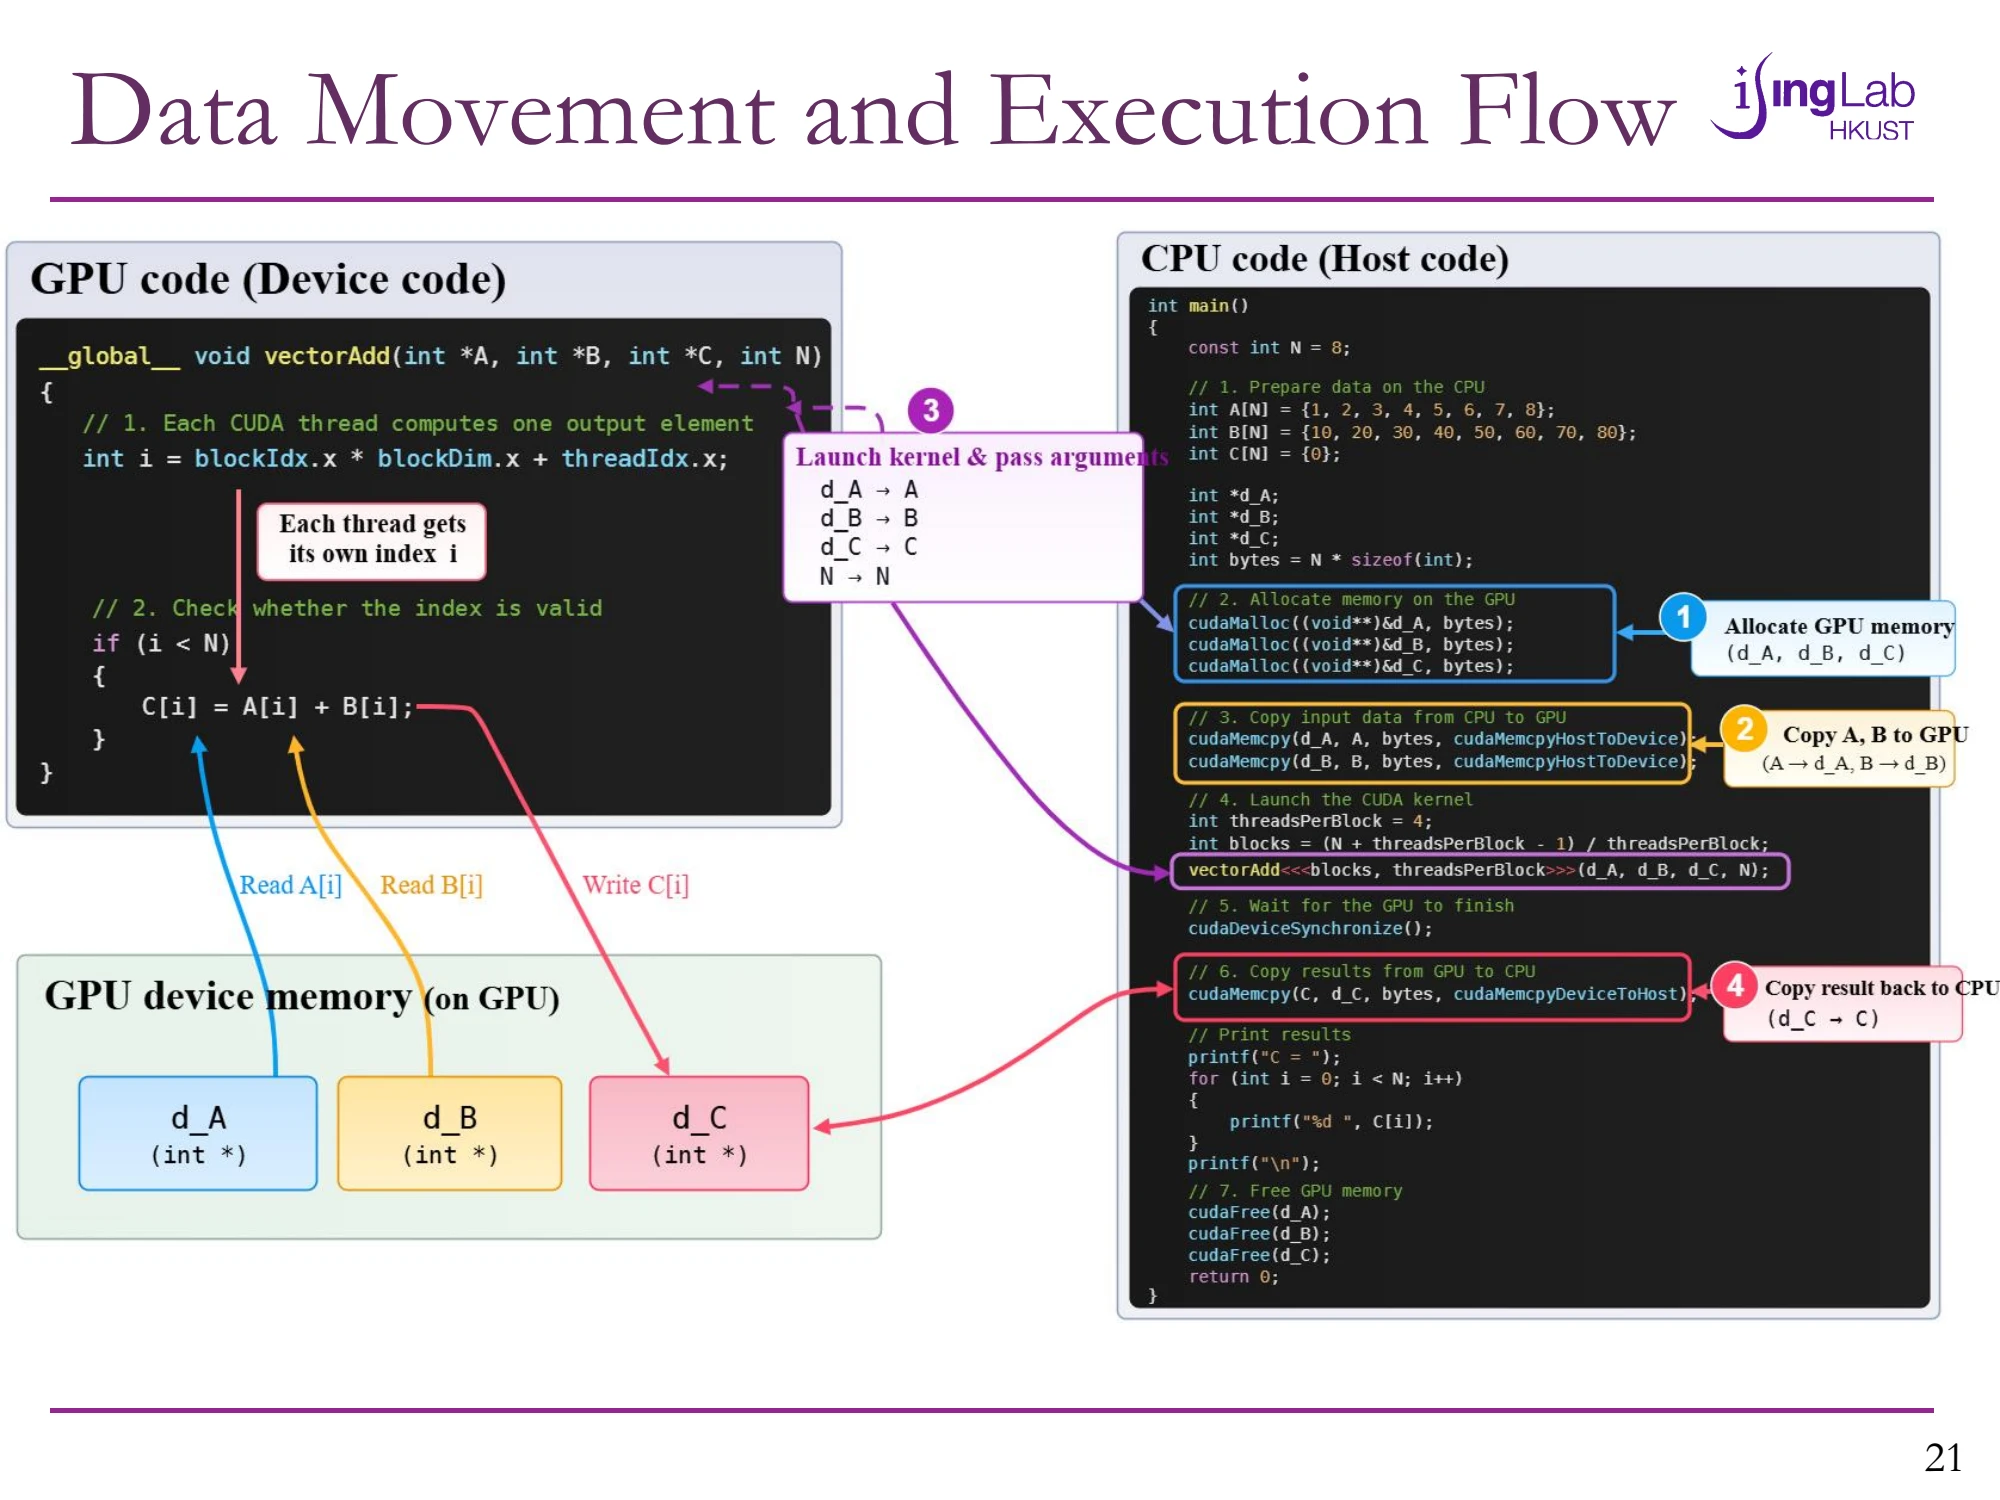 Data Movement and Execution Flow
isingLab
HKUST
GPU code (Device code)
__global__ void vectorAdd(int *A, int *B, int *C, int N)
{
// 1. Each CUDA thread computes one output element
int i = blockIdx.x * blockDim.x + threadIdx.x;
Each thread gets
its own index i
// 2. Check whether the index is valid
if (i < N)
{
C[i] = A[i] + B[i];
}
}
Read A[i]
Read B[i]
Write C[i]
GPU device memory (on GPU)
d_A
(int *)
d_B
(int *)
d_C
(int *)
3
Launch kernel & pass arguments
d_A → A
d_B → B
d_C → C
N → N
CPU code (Host code)
int main()
{
const int N = 8;
// 1. Prepare data on the CPU
int A[N] = {1, 2, 3, 4, 5, 6, 7, 8};
int B[N] = {10, 20, 30, 40, 50, 60, 70, 80};
int C[N] = {0};
int *d_A;
int *d_B;
int *d_C;
int bytes = N * sizeof(int);
// 2. Allocate memory on the GPU
cudaMalloc((void**)&d_A, bytes);
cudaMalloc((void**)&d_B, bytes);
cudaMalloc((void**)&d_C, bytes);
1
Allocate GPU memory
(d_A, d_B, d_C)
// 3. Copy input data from CPU to GPU
cudaMemcpy(d_A, A, bytes, cudaMemcpyHostToDevice);
cudaMemcpy(d_B, B, bytes, cudaMemcpyHostToDevice);
2
Copy A, B to GPU
(A → d_A, B → d_B)
// 4. Launch the CUDA kernel
int threadsPerBlock = 4;
int blocks = (N + threadsPerBlock - 1) / threadsPerBlock;
vectorAdd<<<blocks, threadsPerBlock>>>(d_A, d_B, d_C, N);
// 5. Wait for the GPU to finish
cudaDeviceSynchronize();
// 6. Copy results from GPU to CPU
cudaMemcpy(C, d_C, bytes, cudaMemcpyDeviceToHost);
4
Copy result back to CPU
(d_C → C)
// Print results
printf("C = ");
for (int i = 0; i < N; i++)
{
printf("%d ", C[i]);
}
printf("\n");
// 7. Free GPU memory
cudaFree(d_A);
cudaFree(d_B);
cudaFree(d_C);
return 0;
}
21